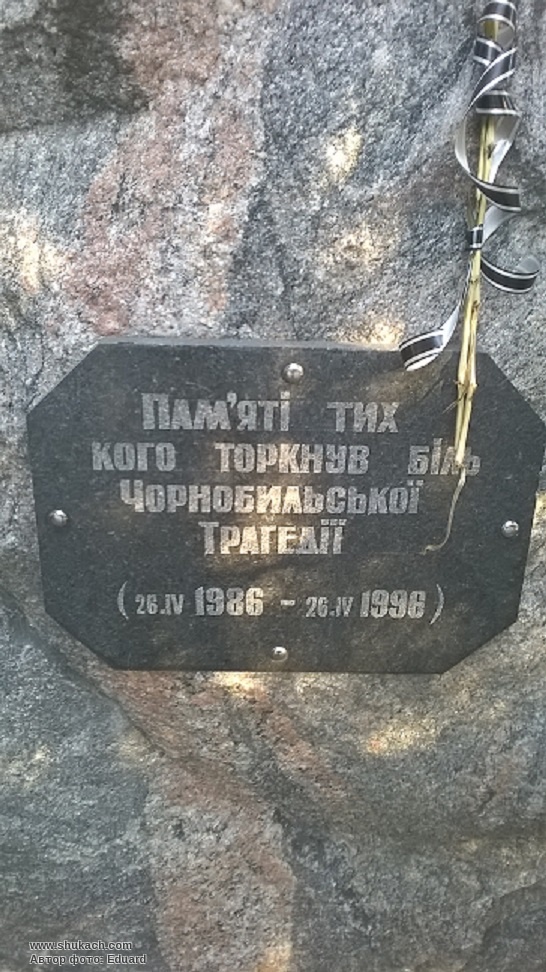 Пам'яті тих
кого торкнув біль
Чорнобильської
Трагедії
(26.IV 1986 - 26.IV 1996)
www.shukach.com
Автор фото: Eduard